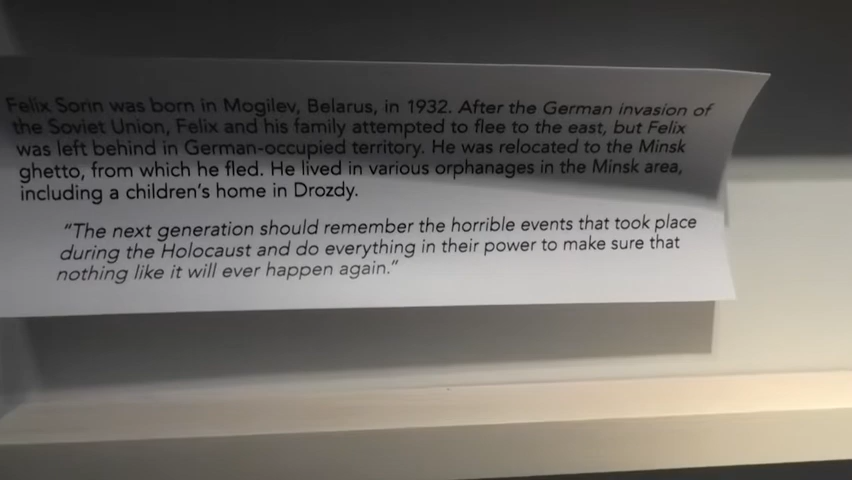 Felix Sorin was born in Mogilev, Belarus, in 1932. After the German invasion of
the Soviet Union, Felix and his family attempted to flee to the east, but Felix
was left behind in German-occupied territory. He was relocated to the Minsk
ghetto, from which he fled. He lived in various orphanages in the Minsk area,
including a children's home in Drozdy.
"The next generation should remember the horrible events that took place
during the Holocaust and do everything in their power to make sure that
nothing like it will ever happen again."